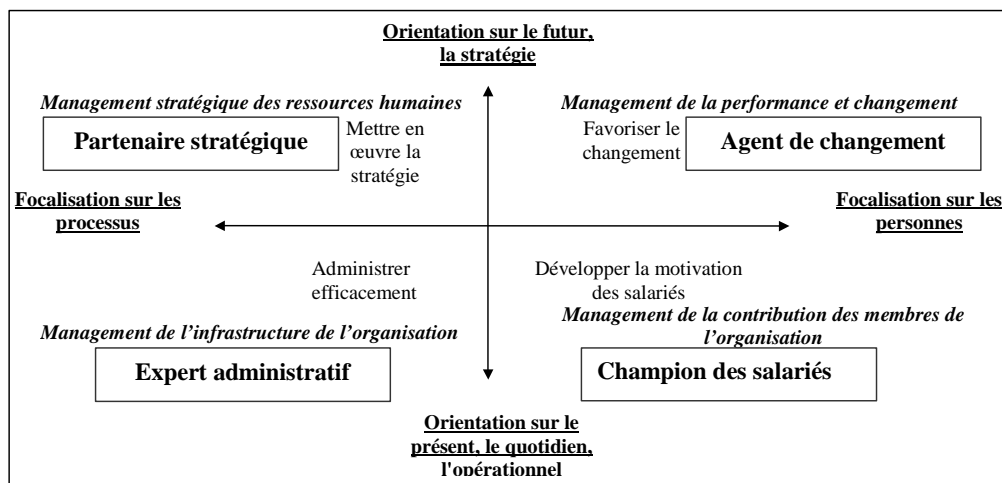 Orientation sur le futur,
la stratégie
Management stratégique des ressources humaines
Management de la performance et changement
Partenaire stratégique
Mettre en
œuvre la
stratégie
Favoriser le
changement
Agent de changement
Focalisation sur les
processus
Focalisation sur les
personnes
Administrer
efficacement
Développer la motivation
des salariés
Management de l'infrastructure de l'organisation
Management de la contribution des membres de
l'organisation
Expert administratif
Champion des salariés
Orientation sur le
présent, le quotidien,
l'opérationnel